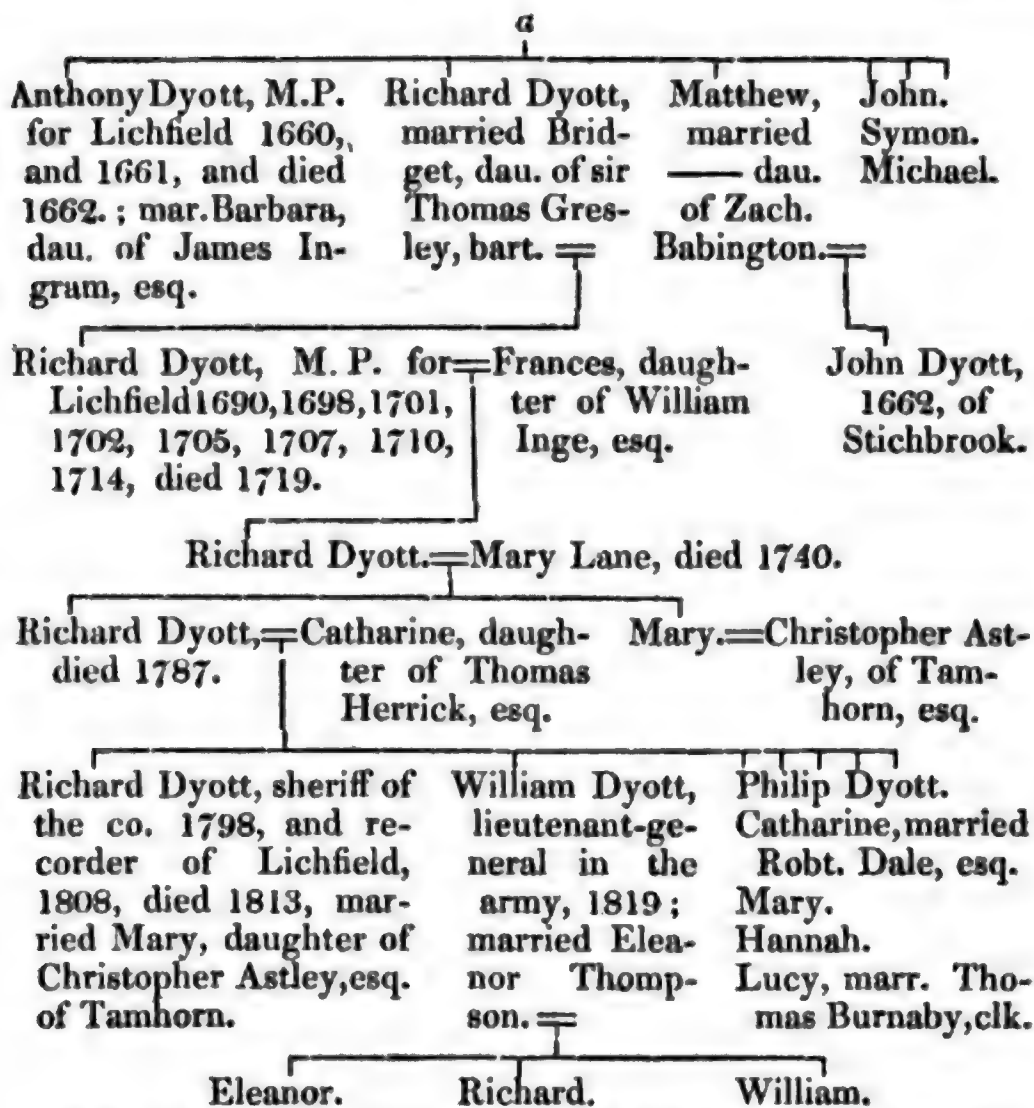 a
Anthony Dyott, M.P.
for Lichfield 1660,
and 1661, and died
1662.; mar. Barbara,
dau. of James In-
gram, esq.
Richard Dyott,
married Brid-
get, dau. of sir
Thomas Gres-
ley, bart. =
Matthew,
married
—— dau.
of Zach.
Babington. =
John.
Symon.
Michael.
Richard Dyott, M. P. for
Lichfield 1690, 1698, 1701,
1702, 1705, 1707, 1710,
1714, died 1719.
= Frances, daugh-
ter of William
Inge, esq.
John Dyott,
1662, of
Stichbrook.
Richard Dyott. = Mary Lane, died 1740.
Richard Dyott, =
died 1787.
Catharine, daugh-
ter of Thomas
Herrick, esq.
Mary. = Christopher Ast-
ley, of Tam-
horn, esq.
Richard Dyott, sheriff of
the co. 1798, and re-
corder of Lichfield,
1808, died 1813, mar-
ried Mary, daughter of
Christopher Astley, esq.
of Tamhorn.
William Dyott,
lieutenant-ge-
neral in the
army, 1819;
married Elea-
nor Thomp-
son. =
Philip Dyott.
Catharine, married
Robt. Dale, esq.
Mary.
Hannah.
Lucy, marr. Tho-
mas Burnaby, clk.
Eleanor. Richard. William.